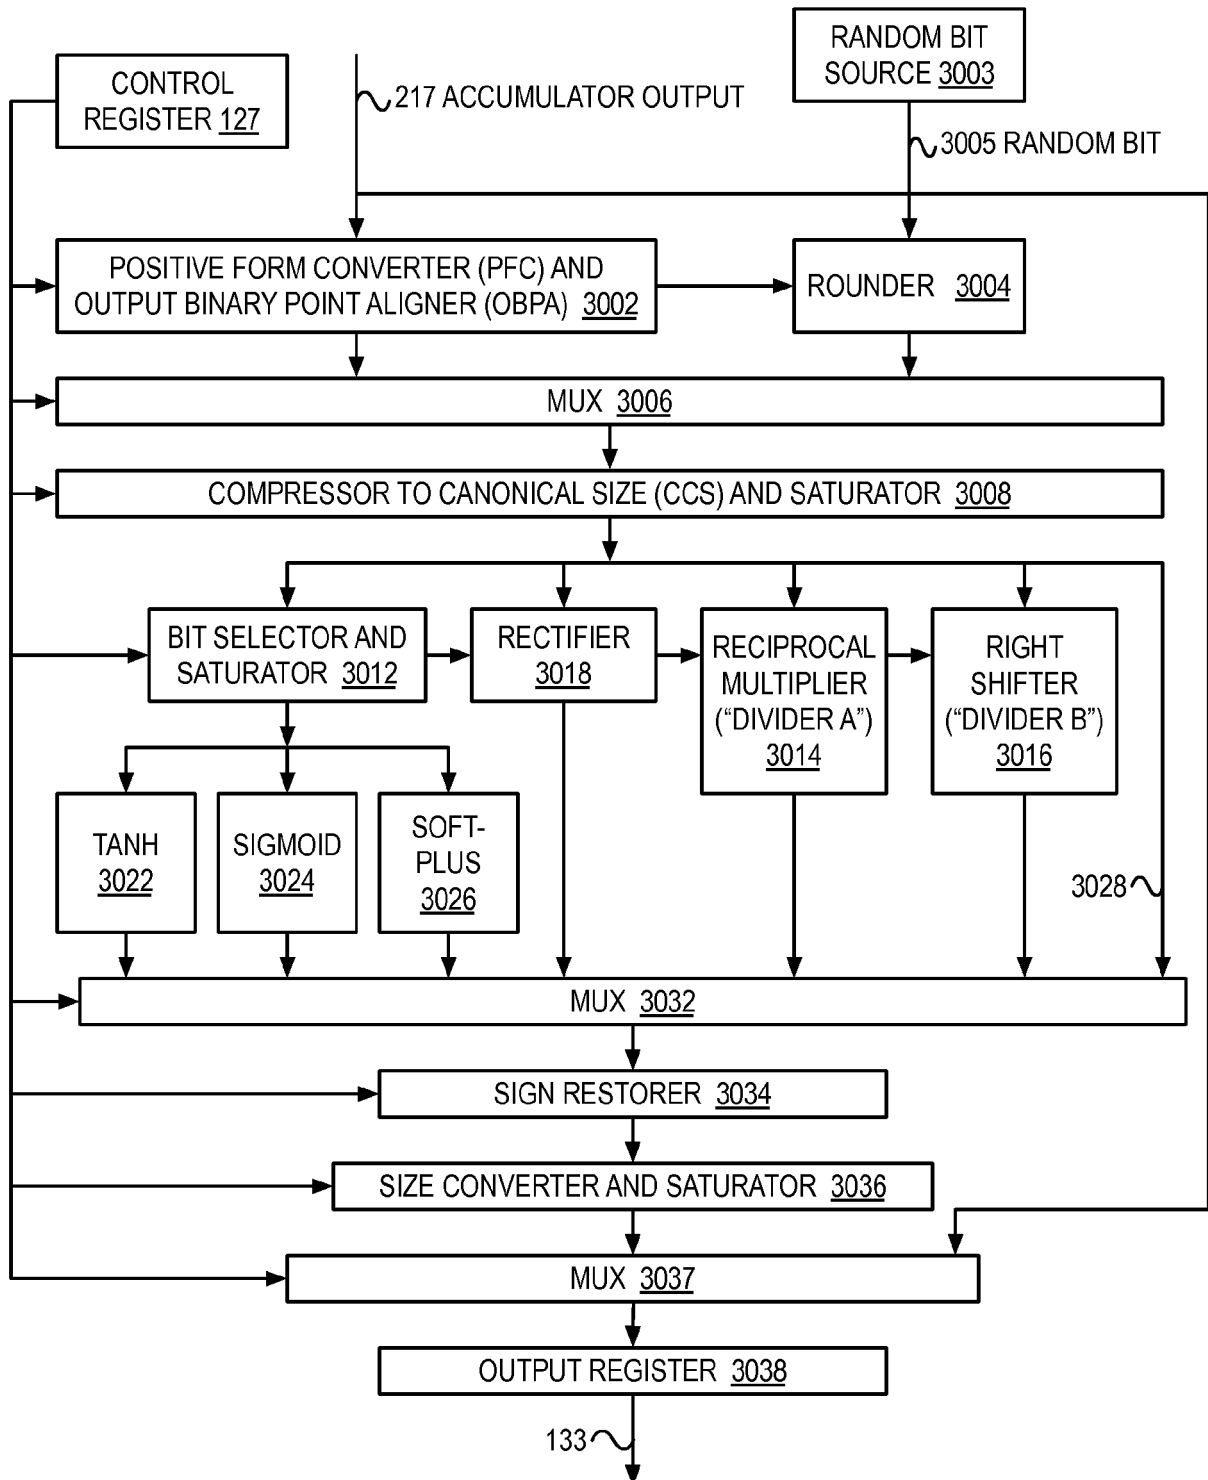 RANDOM BIT
SOURCE 3003
CONTROL
REGISTER 127
217 ACCUMULATOR OUTPUT
3005 RANDOM BIT
POSITIVE FORM CONVERTER (PFC) AND
OUTPUT BINARY POINT ALIGNER (OBPA) 3002
ROUNDER 3004
MUX 3006
COMPRESSOR TO CANONICAL SIZE (CCS) AND SATURATOR 3008
BIT SELECTOR AND
SATURATOR 3012
RECTIFIER
3018
RECIPROCAL
MULTIPLIER
(“DIVIDER A”)
3014
RIGHT
SHIFTER
(“DIVIDER B”)
3016
TANH
3022
SIGMOID
3024
SOFT-
PLUS
3026
3028
MUX 3032
SIGN RESTORER 3034
SIZE CONVERTER AND SATURATOR 3036
MUX 3037
OUTPUT REGISTER 3038
133